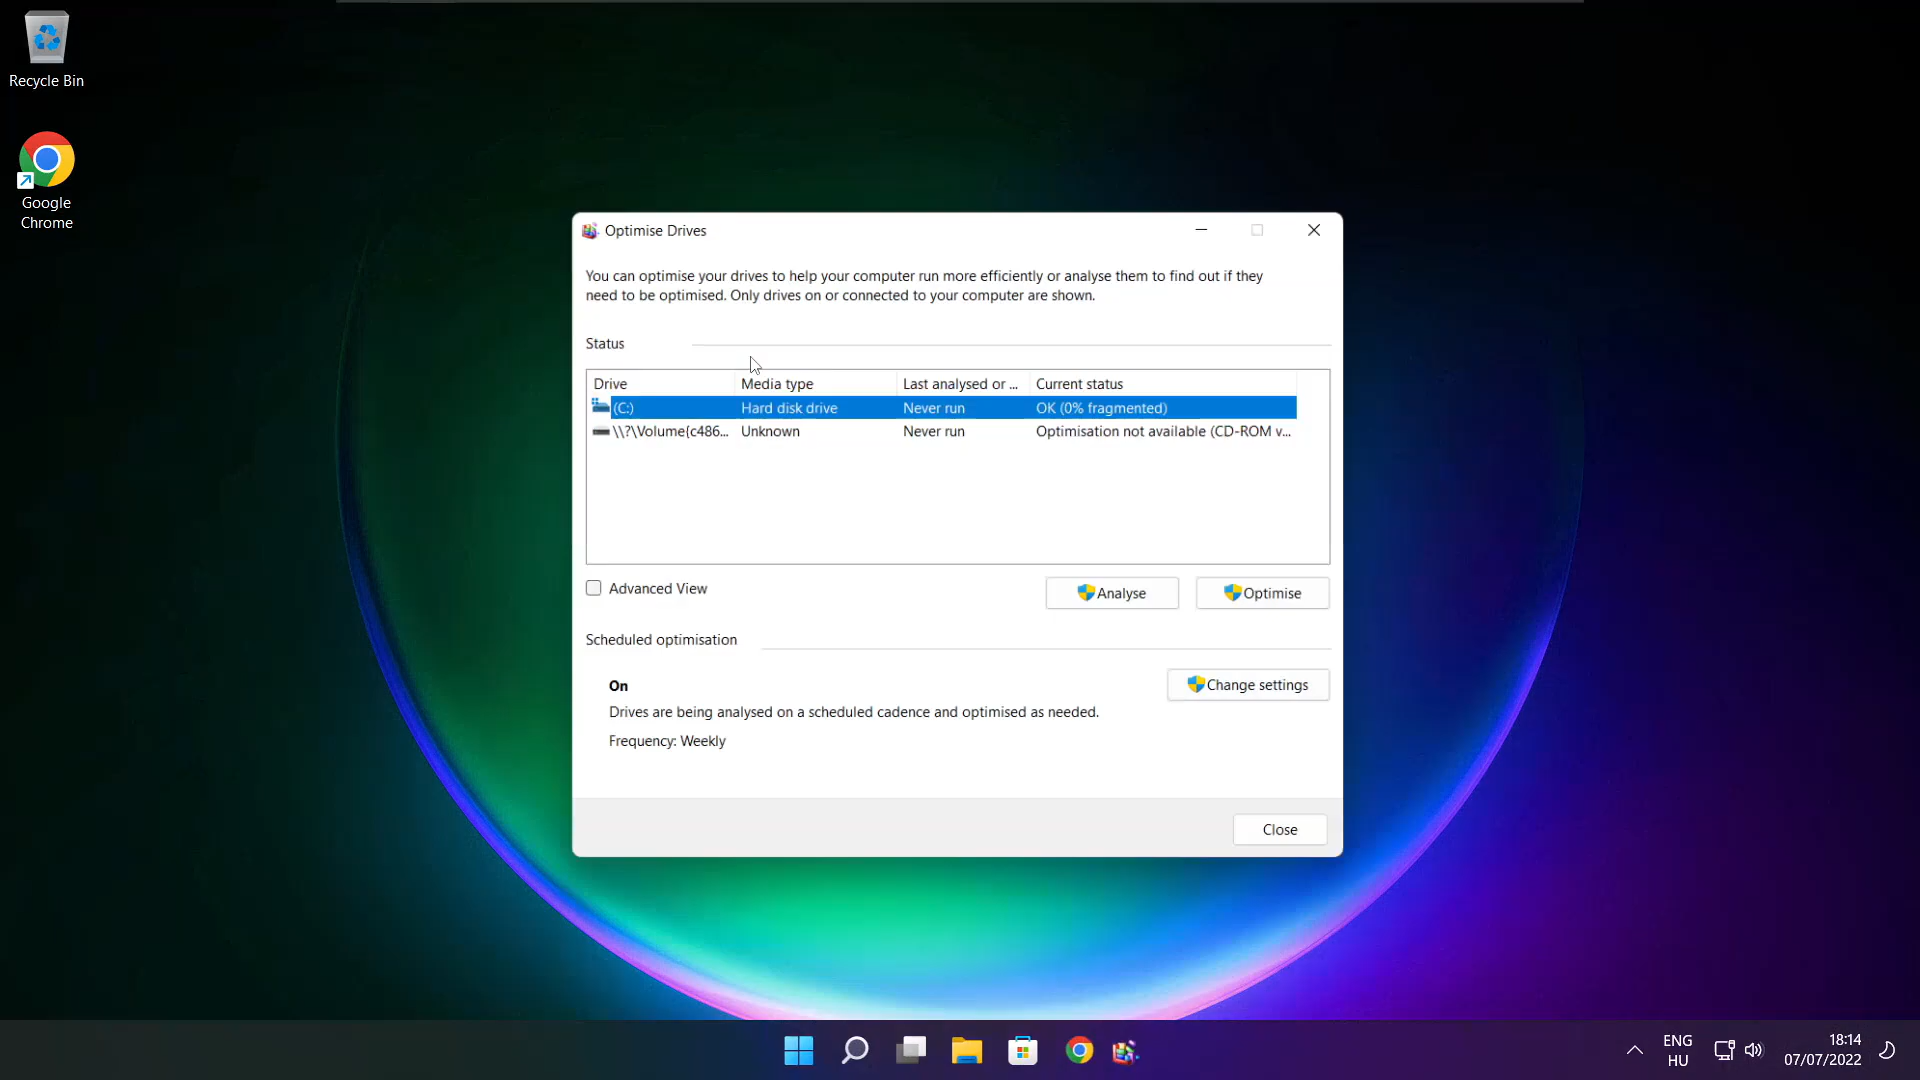 Recycle Bin
Google
Chrome
Optimise Drives
You can optimise your drives to help your computer run more efficiently or analyse them to find out if they
need to be optimised. Only drives on or connected to your computer are shown.
Status
Drive Media type Last analysed or ... Current status
(C:) Hard disk drive Never run OK (0% fragmented)
\\?\Volume{c486... Unknown Never run Optimisation not available (CD-ROM v...
Advanced View
Analyse
Optimise
Scheduled optimisation
On
Change settings
Drives are being analysed on a scheduled cadence and optimised as needed.
Frequency: Weekly
Close
ENG
HU
18:14
07/07/2022